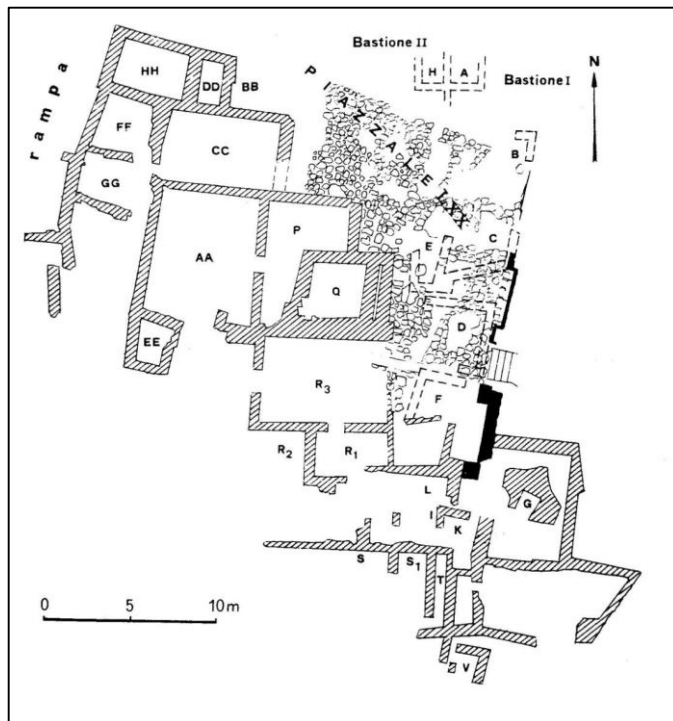 Bastione II
N
H A
Bastione I
rampa
HH
DD
BB
PIAZZALE LXX
B
FF
CC
GG
P
C
E
AA
Q
D
EE
R3
F
R2
R1
L
G
I
K
S
S1
T
V
0 5 10m